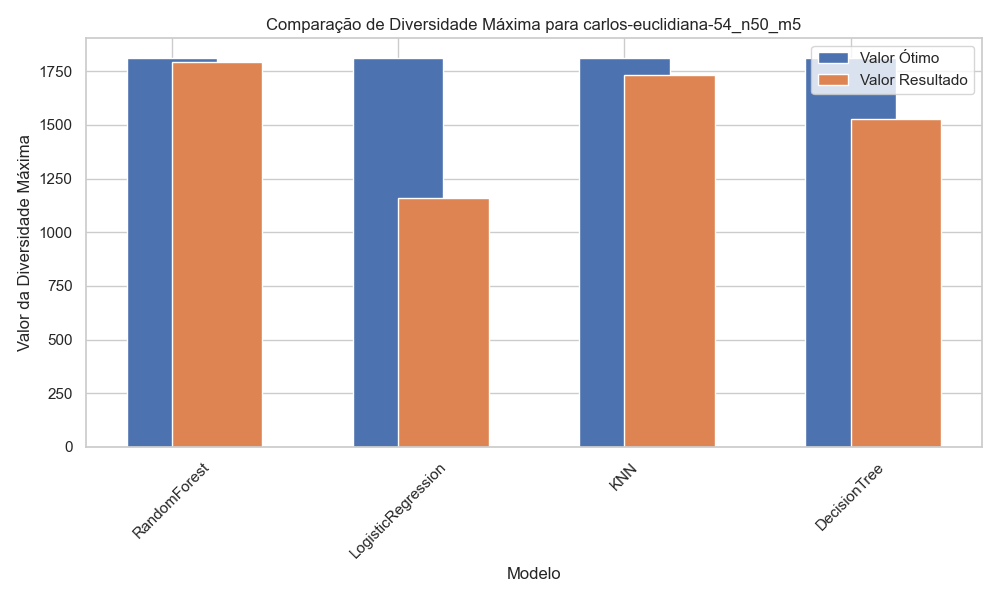 Comparação de Diversidade Máxima para carlos-euclidiana-54_n50_m5
Valor Ótimo
Valor Resultado
Valor da Diversidade Máxima
1750
1500
1250
1000
750
500
250
0
RandomForest
LogisticRegression
KNN
DecisionTree
Modelo